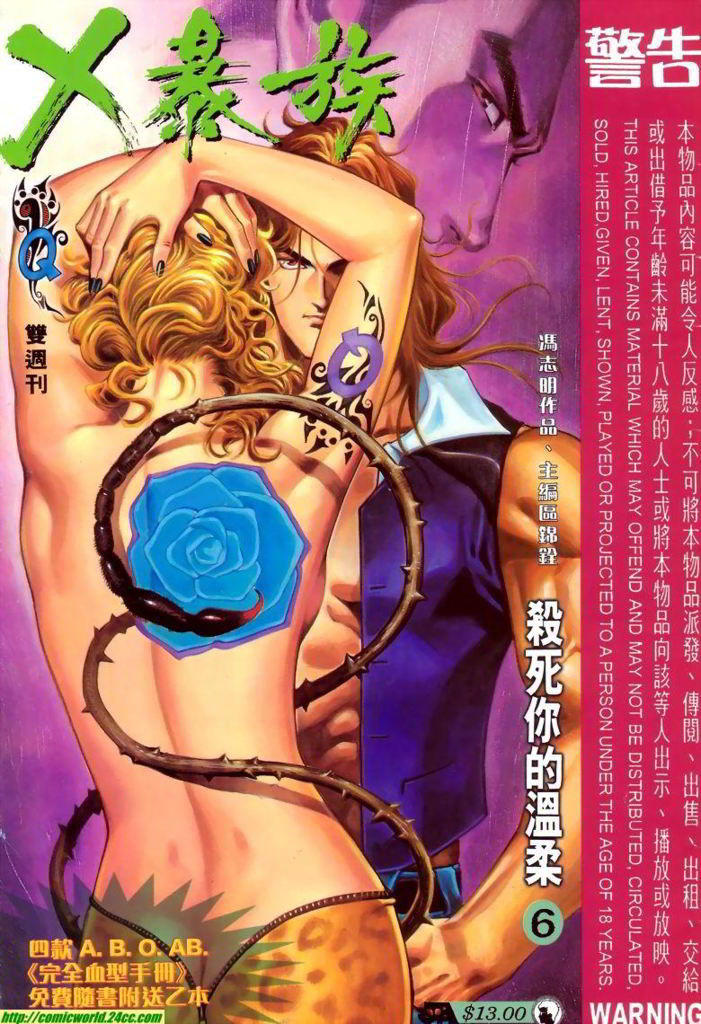 X暴族
雙週刊
馮志明作品、主編區錦銓
殺死你的溫柔
6
四款 A. B. O. AB.
《完全血型手冊》
免費隨書附送乙本
http://comicworld.24cc.com
$13.00
警告
本物品內容可能令人反感；不可將本物品派發、傳閱、出售、出租、交給
或出借予年齡未滿十八歲的人士或將本物品向該等人出示、播放或放映。
THIS ARTICLE CONTAINS MATERIAL WHICH MAY OFFEND AND MAY NOT BE DISTRIBUTED, CIRCULATED,
SOLD, HIRED,GIVEN, LENT, SHOWN, PLAYED OR PROJECTED TO A PERSON UNDER THE AGE OF 18 YEARS.
WARNING